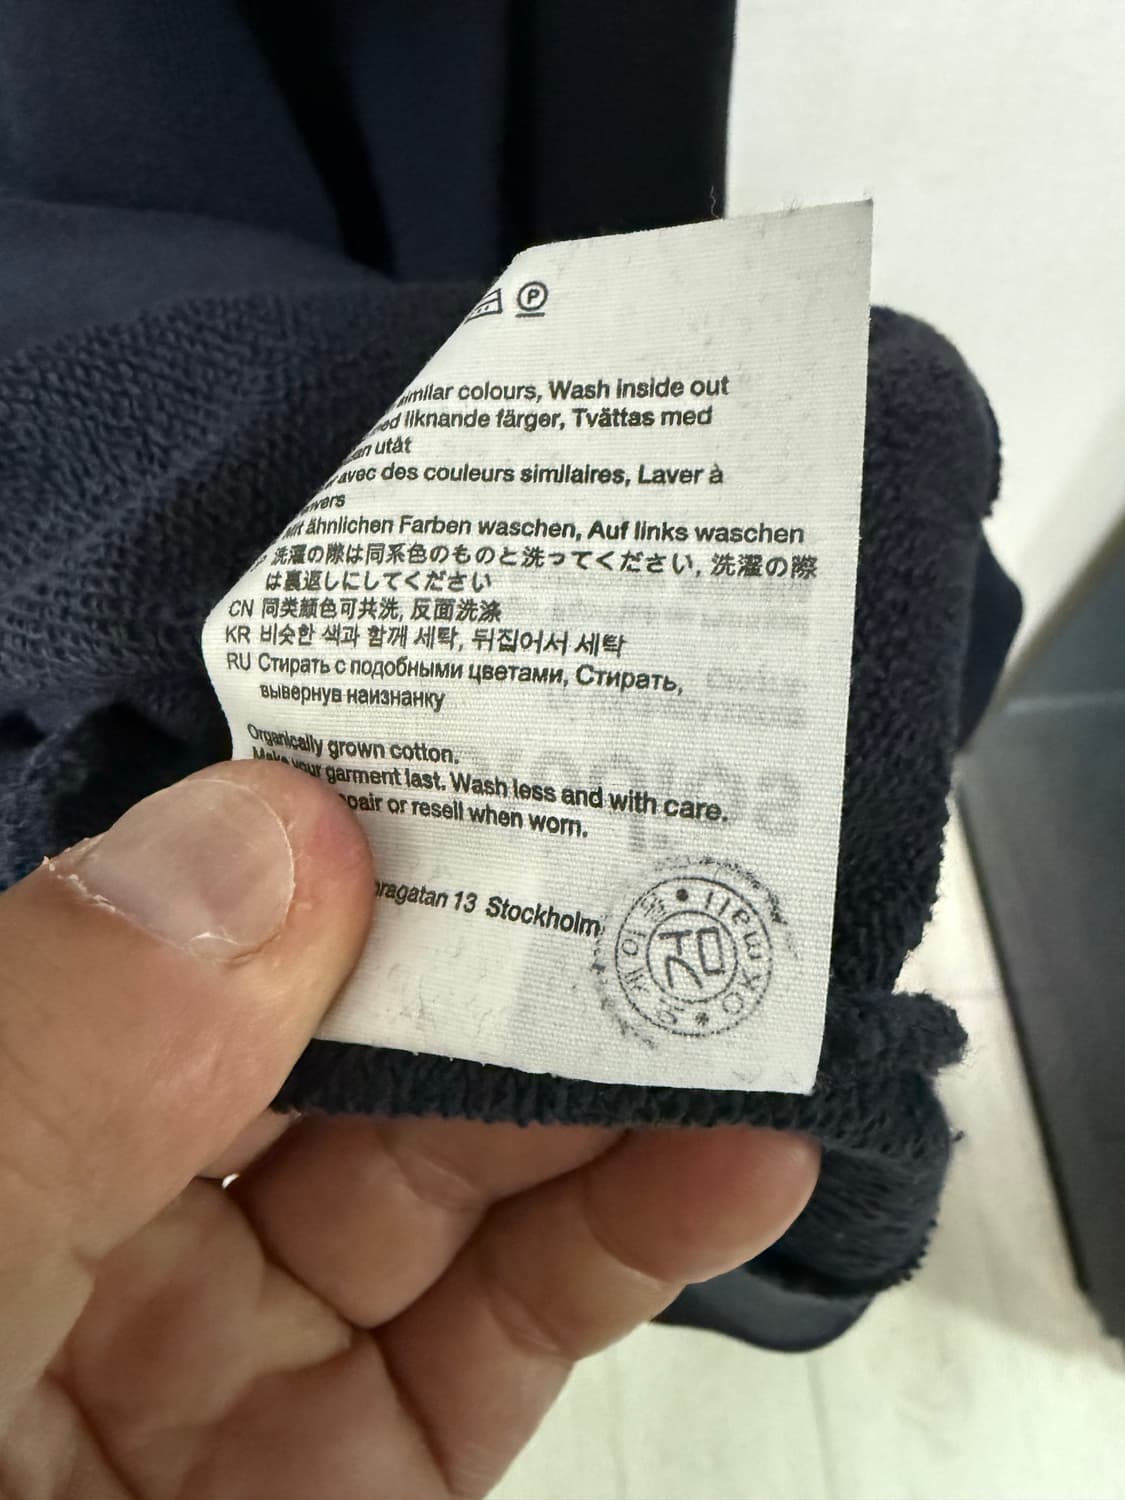 P
similar colours, Wash inside out
liknande färger, Tvättas med
utåt
avec des couleurs similaires, Laver à
Mit ähnlichen Farben waschen, Auf links waschen
洗濯の際は同系色のものと洗ってください, 洗濯の際
は裏返しにしてください
CN 同类颜色可共洗, 反面洗涤
KR 비슷한 색과 함께 세탁, 뒤집어서 세탁
RU Стирать с подобными цветами, Стирать,
вывернув наизнанку
Organically grown cotton.
Make your garment last. Wash less and with care.
or resell when worn.
13 Stockholm
OK mall
검